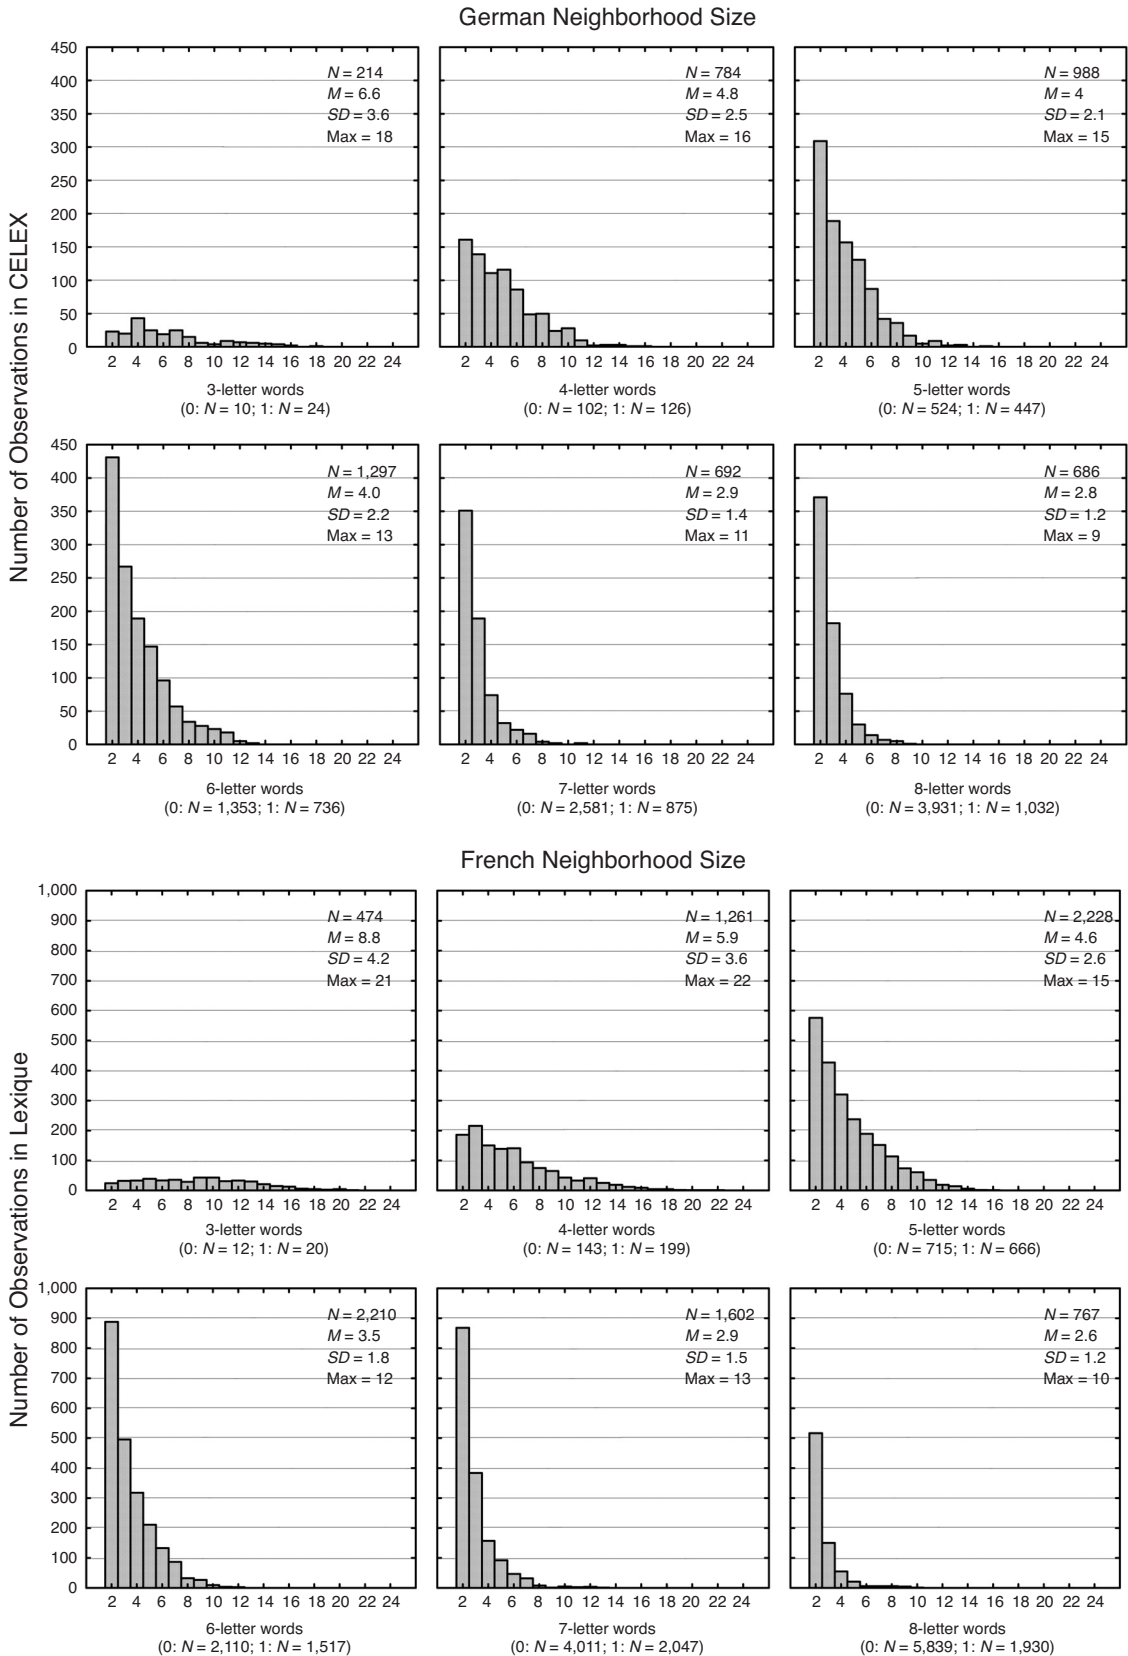 German Neighborhood Size
Number of Observations in CELEX
450
400
350
300
250
200
150
100
50
0
N = 214
M = 6.6
SD = 3.6
Max = 18
2 4 6 8 10 12 14 16 18 20 22 24
3-letter words
(0: N = 10; 1: N = 24)
N = 784
M = 4.8
SD = 2.5
Max = 16
2 4 6 8 10 12 14 16 18 20 22 24
4-letter words
(0: N = 102; 1: N = 126)
N = 988
M = 4
SD = 2.1
Max = 15
2 4 6 8 10 12 14 16 18 20 22 24
5-letter words
(0: N = 524; 1: N = 447)
450
400
350
300
250
200
150
100
50
0
N = 1,297
M = 4.0
SD = 2.2
Max = 13
2 4 6 8 10 12 14 16 18 20 22 24
6-letter words
(0: N = 1,353; 1: N = 736)
N = 692
M = 2.9
SD = 1.4
Max = 11
2 4 6 8 10 12 14 16 18 20 22 24
7-letter words
(0: N = 2,581; 1: N = 875)
N = 686
M = 2.8
SD = 1.2
Max = 9
2 4 6 8 10 12 14 16 18 20 22 24
8-letter words
(0: N = 3,931; 1: N = 1,032)
French Neighborhood Size
Number of Observations in Lexique
1,000
900
800
700
600
500
400
300
200
100
0
N = 474
M = 8.8
SD = 4.2
Max = 21
2 4 6 8 10 12 14 16 18 20 22 24
3-letter words
(0: N = 12; 1: N = 20)
N = 1,261
M = 5.9
SD = 3.6
Max = 22
2 4 6 8 10 12 14 16 18 20 22 24
4-letter words
(0: N = 143; 1: N = 199)
N = 2,228
M = 4.6
SD = 2.6
Max = 15
2 4 6 8 10 12 14 16 18 20 22 24
5-letter words
(0: N = 715; 1: N = 666)
1,000
900
800
700
600
500
400
300
200
100
0
N = 2,210
M = 3.5
SD = 1.8
Max = 12
2 4 6 8 10 12 14 16 18 20 22 24
6-letter words
(0: N = 2,110; 1: N = 1,517)
N = 1,602
M = 2.9
SD = 1.5
Max = 13
2 4 6 8 10 12 14 16 18 20 22 24
7-letter words
(0: N = 4,011; 1: N = 2,047)
N = 767
M = 2.6
SD = 1.2
Max = 10
2 4 6 8 10 12 14 16 18 20 22 24
8-letter words
(0: N = 5,839; 1: N = 1,930)